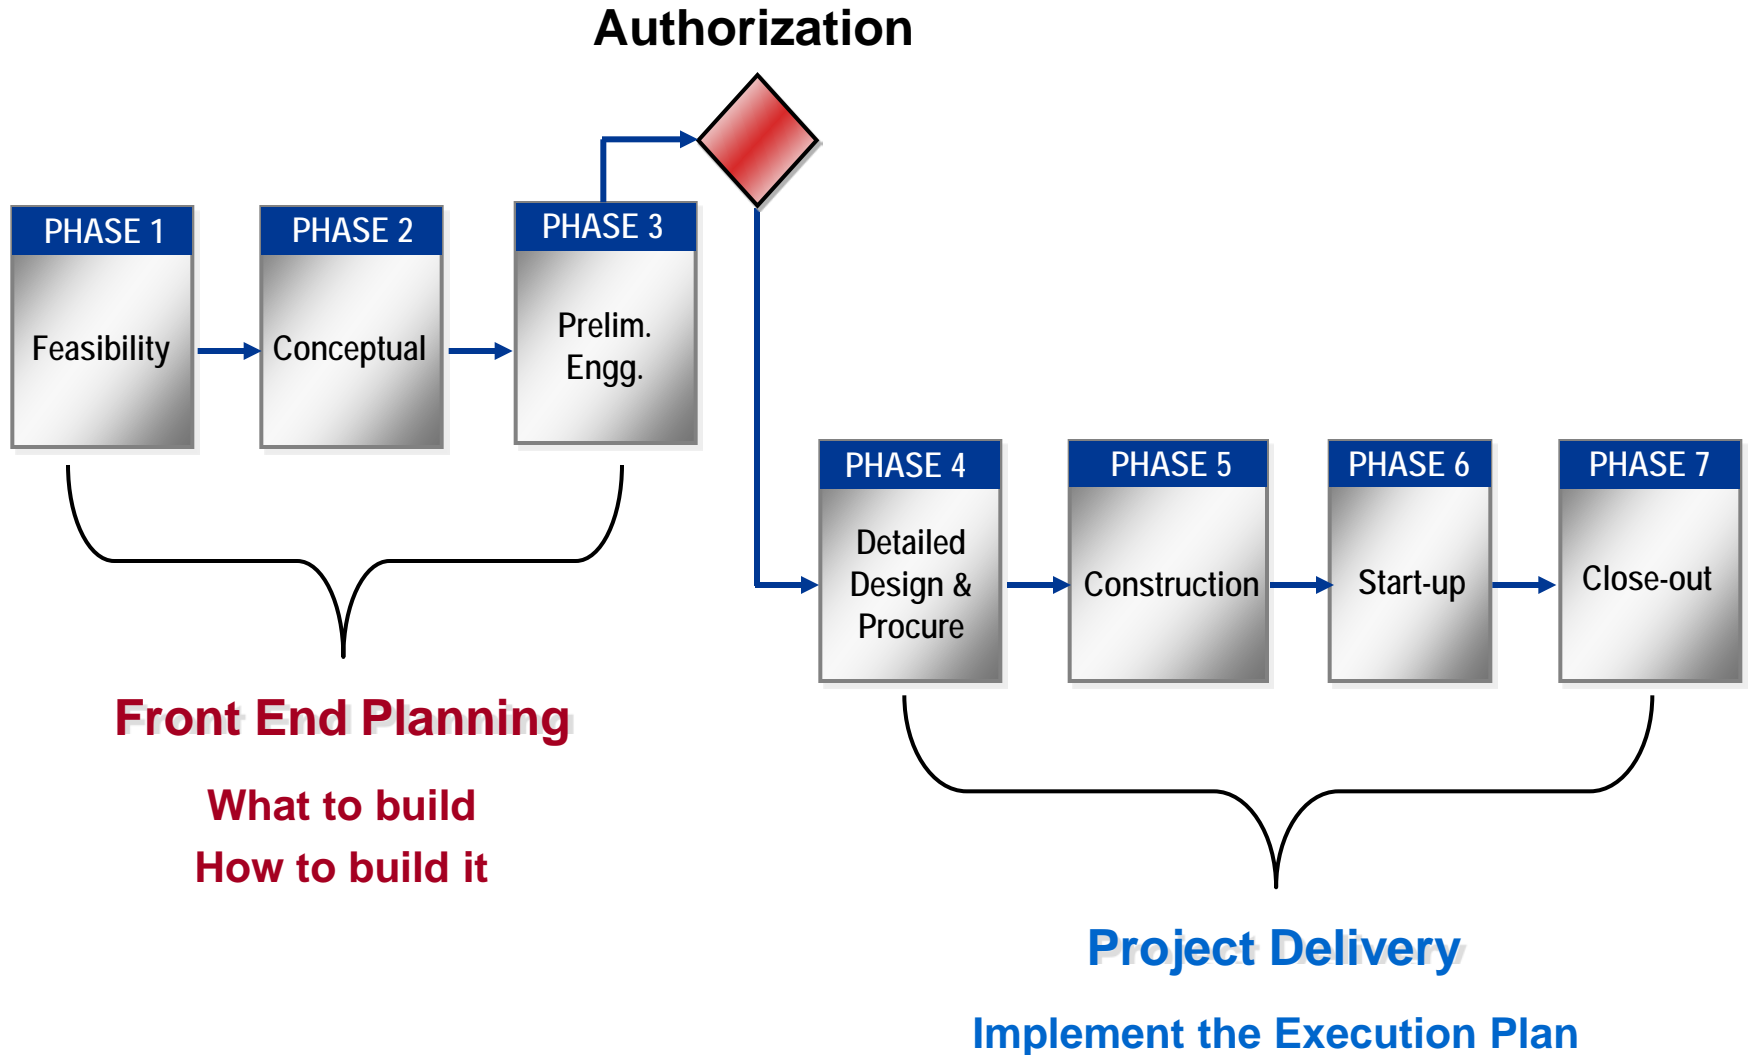 Authorization
PHASE 1
Feasibility
PHASE 2
Conceptual
PHASE 3
Prelim.
Engg.
PHASE 4
Detailed
Design &
Procure
PHASE 5
Construction
PHASE 6
Start-up
PHASE 7
Close-out
Front End Planning
What to build
How to build it
Project Delivery
Implement the Execution Plan